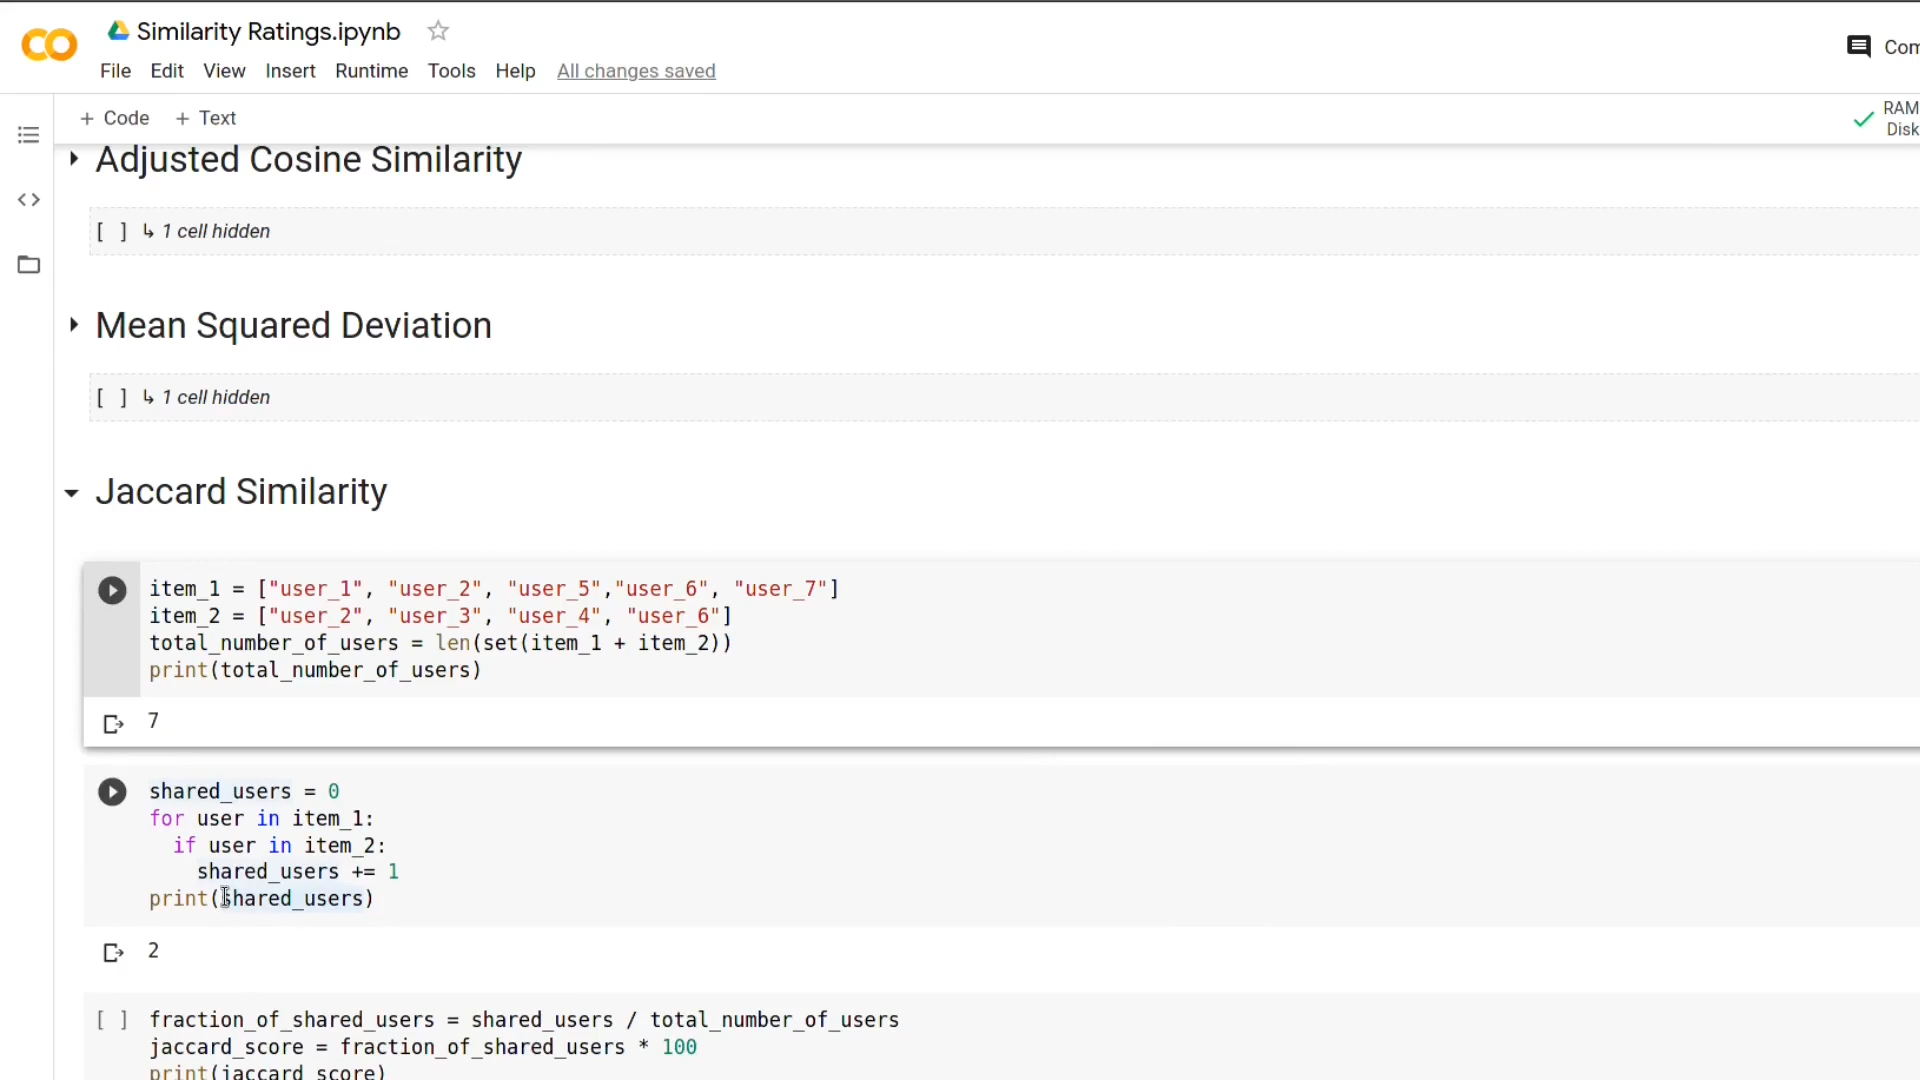 Similarity Ratings.ipynb
File Edit View Insert Runtime Tools Help All changes saved
Com
+ Code + Text
RAM
Disk
Adjusted Cosine Similarity
[ ] ↳ 1 cell hidden
Mean Squared Deviation
[ ] ↳ 1 cell hidden
Jaccard Similarity
item_1 = ["user_1", "user_2", "user_5","user_6", "user_7"]
item_2 = ["user_2", "user_3", "user_4", "user_6"]
total_number_of_users = len(set(item_1 + item_2))
print(total_number_of_users)
7
shared_users = 0
for user in item_1:
  if user in item_2:
    shared_users += 1
print(shared_users)
2
[ ] fraction_of_shared_users = shared_users / total_number_of_users
jaccard_score = fraction_of_shared_users * 100
print(jaccard_score)